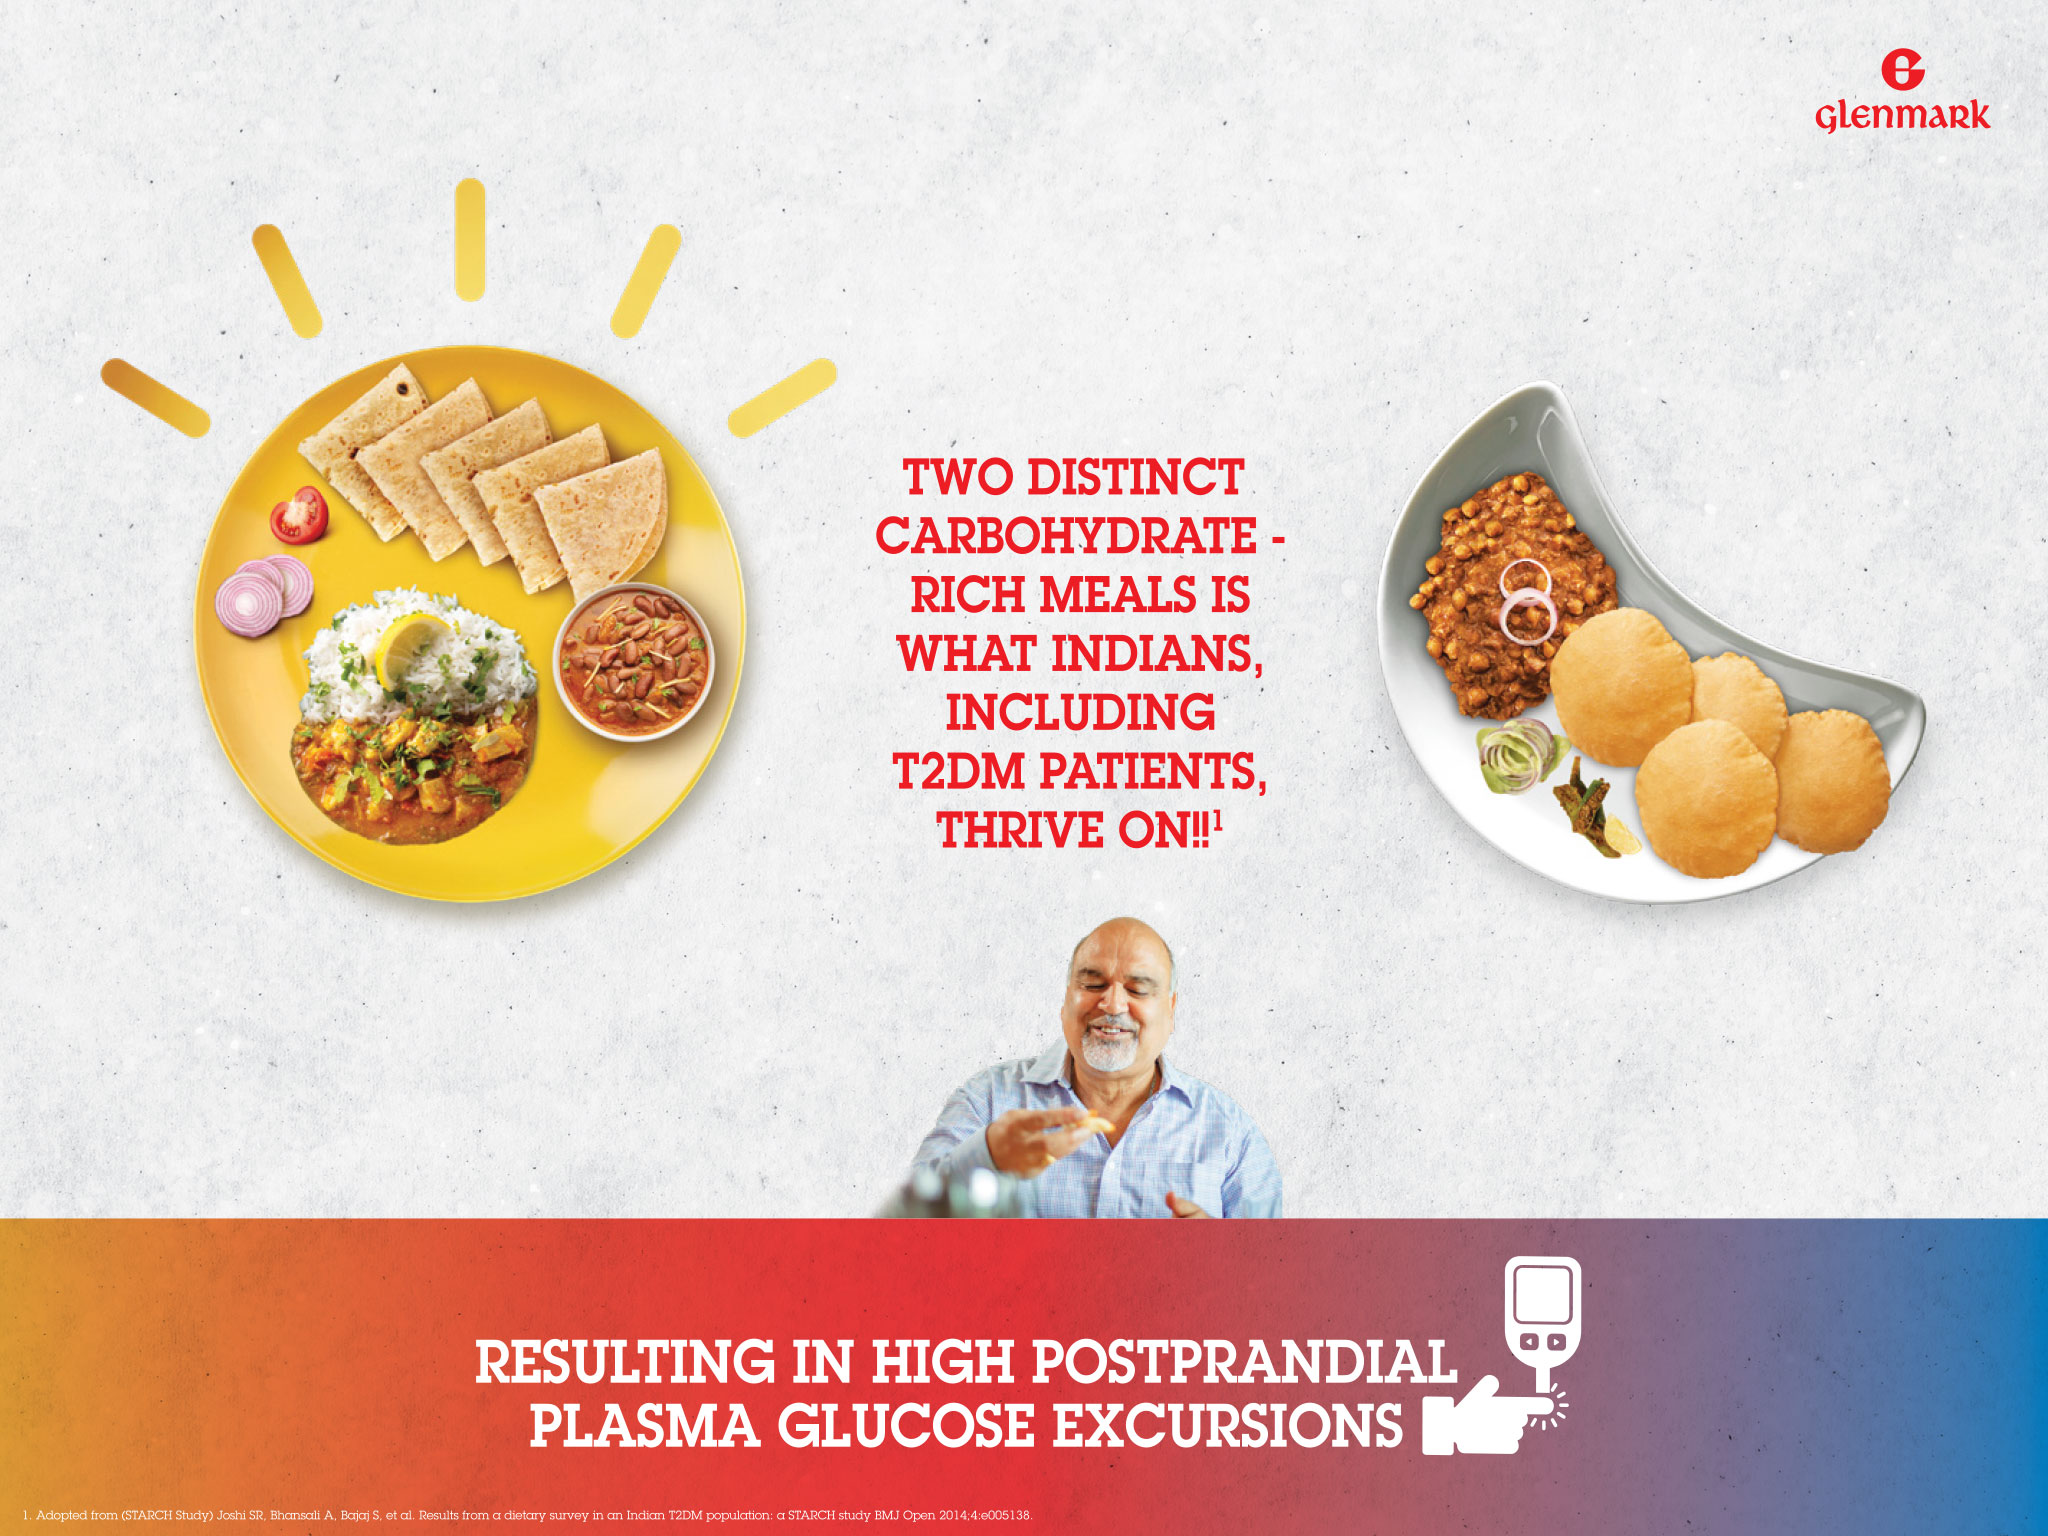 Glenmark
TWO DISTINCT
CARBOHYDRATE -
RICH MEALS IS
WHAT INDIANS,
INCLUDING
T2DM PATIENTS,
THRIVE ON!!1
RESULTING IN HIGH POSTPRANDIAL
PLASMA GLUCOSE EXCURSIONS
1. Adopted from (STARCH Study) Joshi SR, Bhansali A, Bajaj S, et al. Results from a dietary survey in an Indian T2DM population: a STARCH study BMJ Open 2014;4:e005138.